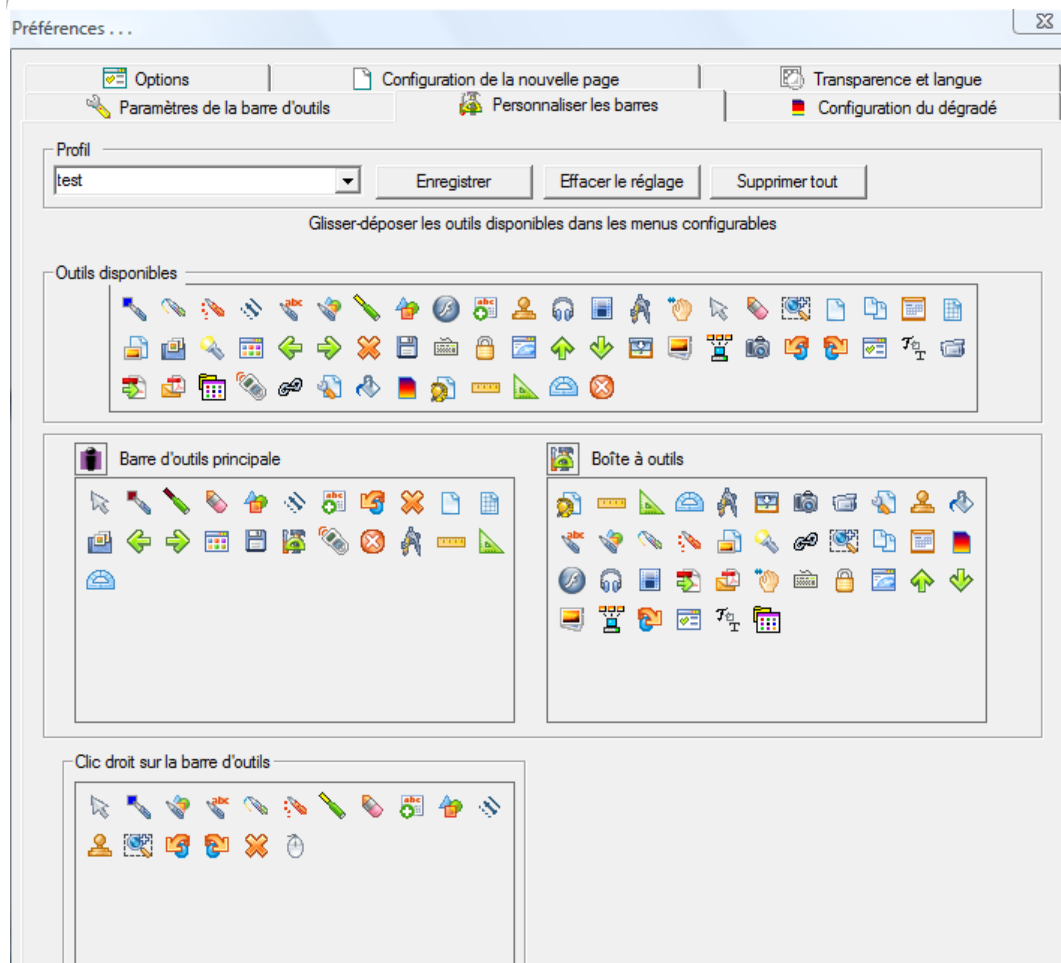 Préférences . . .
Options
Configuration de la nouvelle page
Transparence et langue
Paramètres de la barre d'outils
Personnaliser les barres
Configuration du dégradé
Profil
test
Enregistrer
Effacer le réglage
Supprimer tout
Glisser-déposer les outils disponibles dans les menus configurables
Outils disponibles
Barre d'outils principale
Boîte à outils
Clic droit sur la barre d'outils